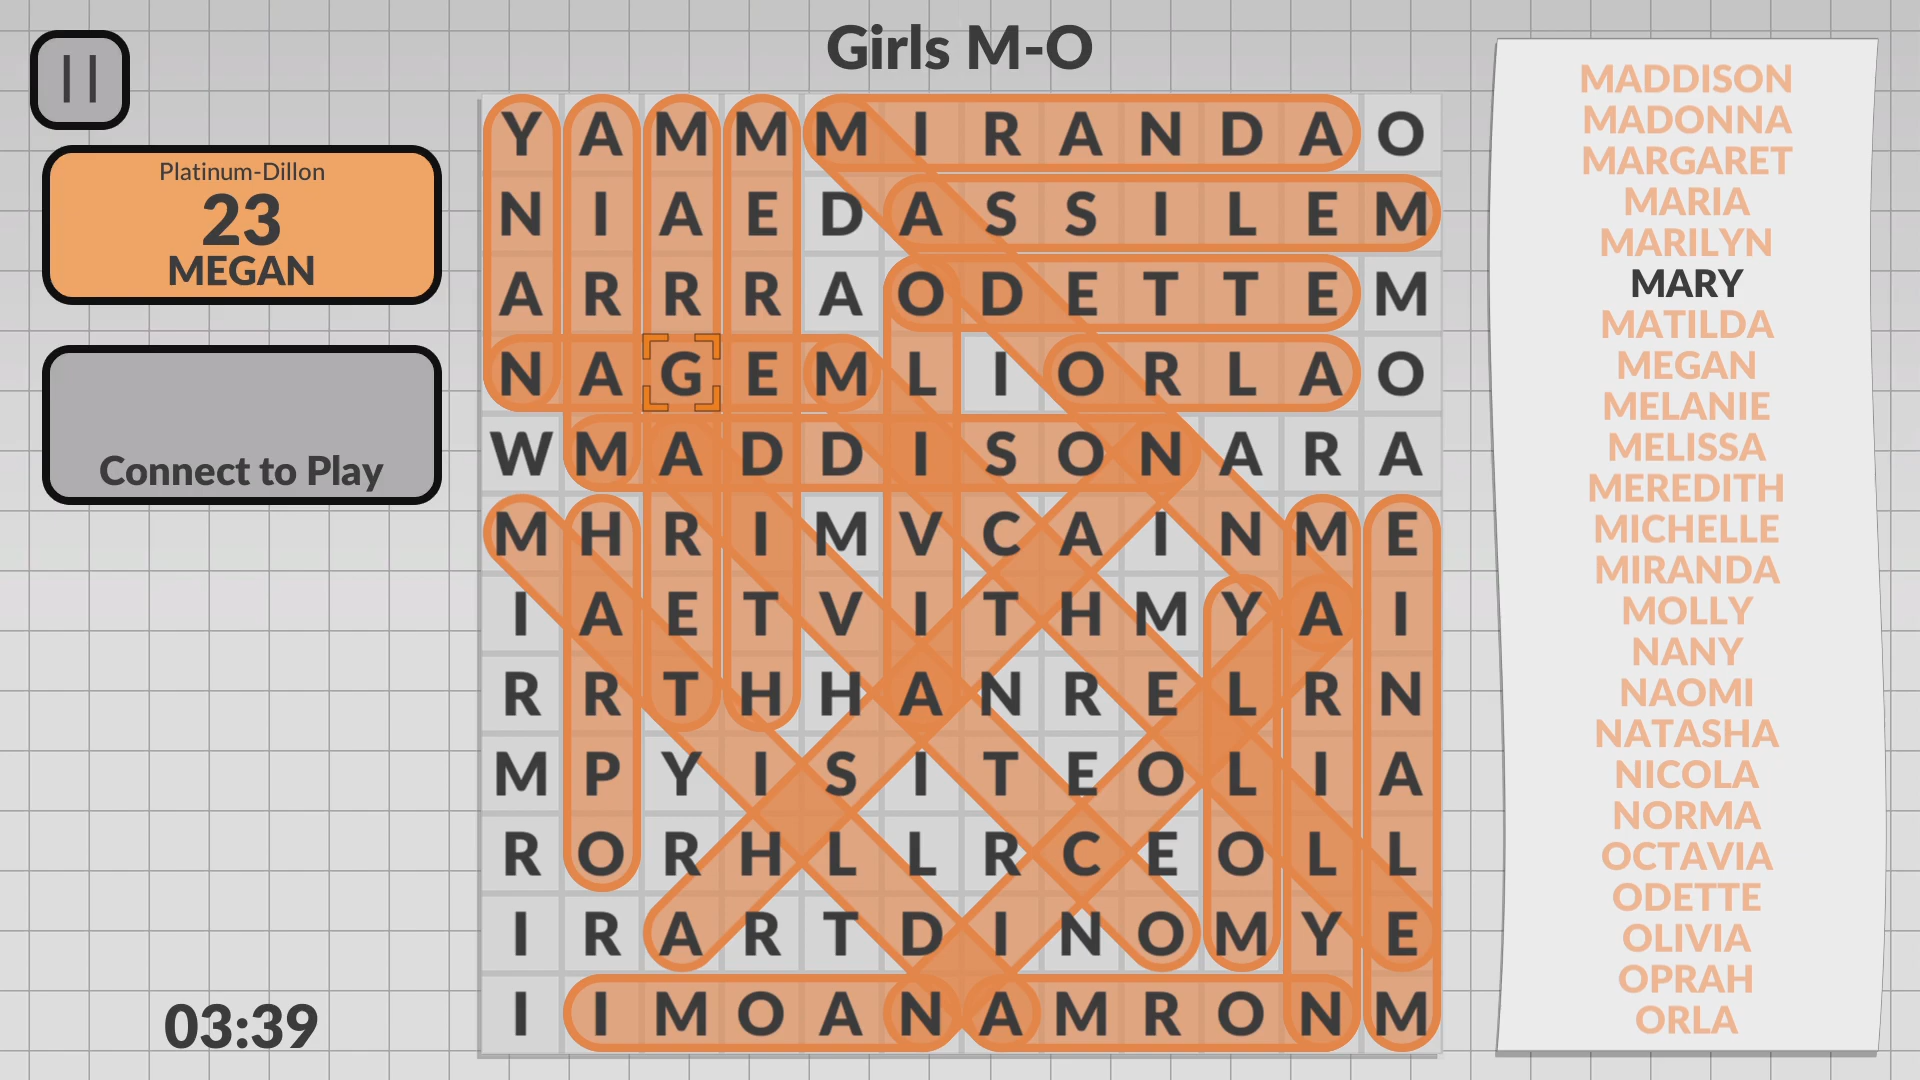 Girls M-O
Platinum-Dillon
23
MEGAN
Connect to Play
03:39
Y A M M M I R A N D A O
N I A E D A S S I L E M
A R R R A O D E T T E M
N A G E M L I O R L A O
W M A D D I S O N A R A
M H R I M V C A I N M E
I A E T V I T H M Y A I
R R T H H A N R E L R N
M P Y I S I T E O L I A
R O R H L L R C E O L L
I R A R T D I N O M Y E
I I M O A N A M R O N M
MADDISON
MADONNA
MARGARET
MARIA
MARILYN
MARY
MATILDA
MEGAN
MELANIE
MELISSA
MEREDITH
MICHELLE
MIRANDA
MOLLY
NANY
NAOMI
NATASHA
NICOLA
NORMA
OCTAVIA
ODETTE
OLIVIA
OPRAH
ORLA